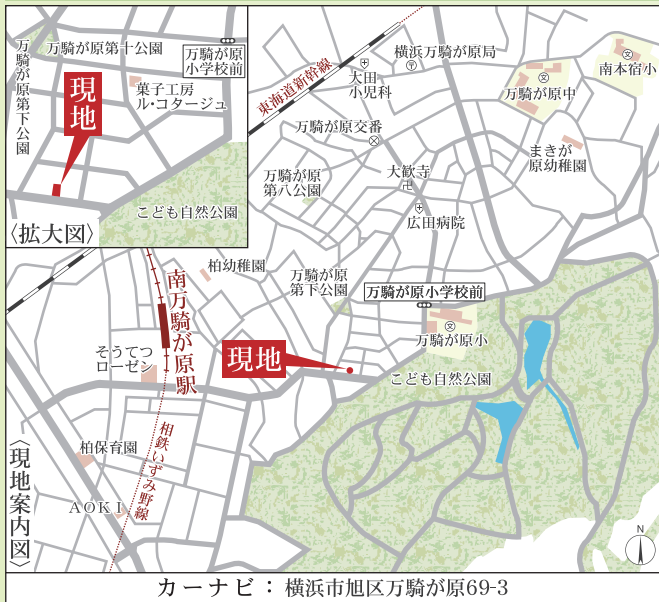 万騎が原第十公園
万騎が原
小学校前
万騎が原第下公園
現地
菓子工房
ル・コタージュ
こども自然公園
〈拡大図〉
東海道新幹線
大田
小児科
横浜万騎が原局
万騎が原中
南本宿小
万騎が原交番
まきが
原幼稚園
万騎が原
第八公園
大歓寺
広田病院
柏幼稚園
万騎が原
第下公園
万騎が原小学校前
南万騎が原駅
万騎が原小
そうてつ
ローゼン
現地
こども自然公園
相鉄いずみ野線
柏保育園
AOKI
〈現地案内図〉
N
カーナビ：横浜市旭区万騎が原69-3